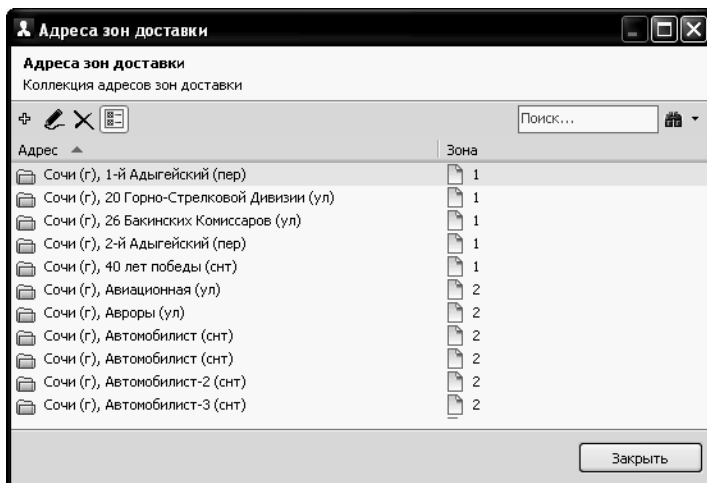 Адреса зон доставки
Адреса зон доставки
Коллекция адресов зон доставки
Поиск...
Адрес Зона
Сочи (г), 1-й Адыгейский (пер) 1
Сочи (г), 20 Горно-Стрелковой Дивизии (ул) 1
Сочи (г), 26 Бакинских Комиссаров (ул) 1
Сочи (г), 2-й Адыгейский (пер) 1
Сочи (г), 40 лет победы (снт) 1
Сочи (г), Авиационная (ул) 2
Сочи (г), Авроры (ул) 2
Сочи (г), Автомобилист (снт) 2
Сочи (г), Автомобилист (снт) 2
Сочи (г), Автомобилист-2 (снт) 2
Сочи (г), Автомобилист-3 (снт) 2
Закрыть